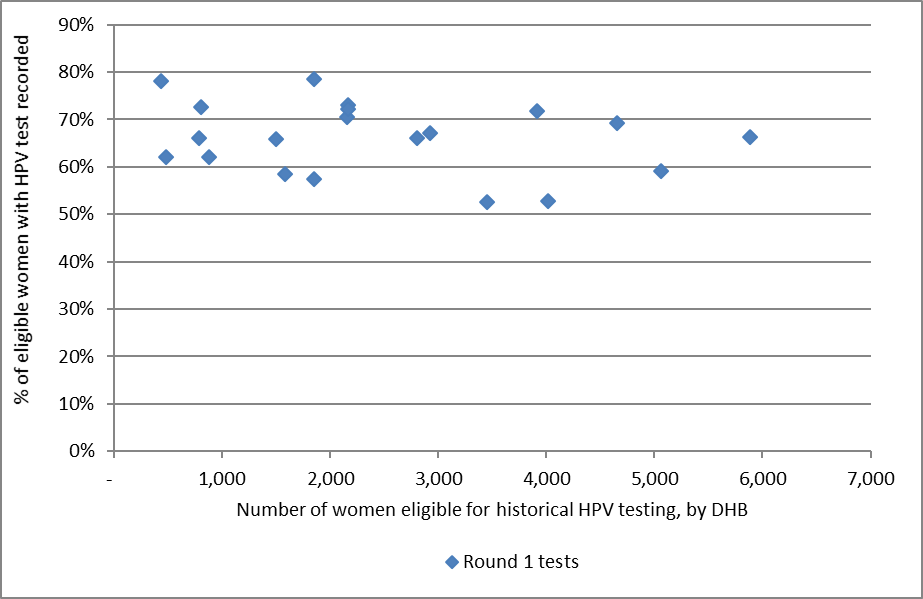 % of eligible women with HPV test recorded
90%
80%
70%
60%
50%
40%
30%
20%
10%
0%
- 1,000 2,000 3,000 4,000 5,000 6,000 7,000
Number of women eligible for historical HPV testing, by DHB
Round 1 tests